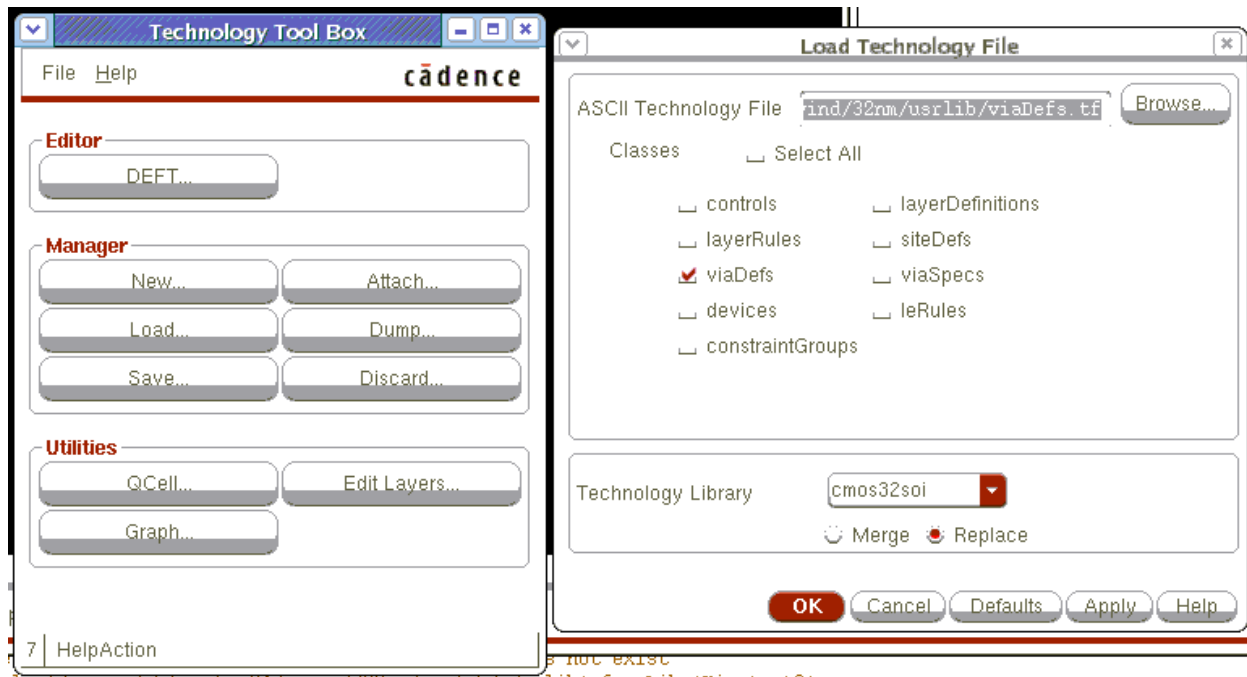 Technology Tool Box
File Help
cādence
Editor
DEFT...
Manager
New... Attach...
Load... Dump...
Save... Discard...
Utilities
QCell... Edit Layers...
Graph...
7 HelpAction
Load Technology File
ASCII Technology File rind/32nm/usrlib/viaDefs.tf Browse...
Classes Select All
controls layerDefinitions
layerRules siteDefs
viaDefs viaSpecs
devices leRules
constraintGroups
Technology Library cmos32soi
Merge Replace
OK Cancel Defaults Apply Help
s not exist